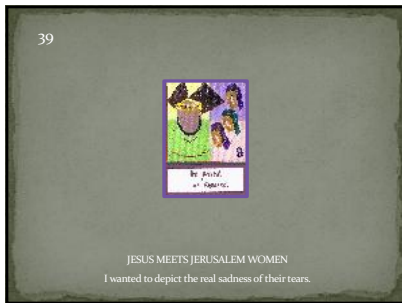 39
JESUS MEETS JERUSALEM WOMEN
I wanted to depict the real sadness of their tears.